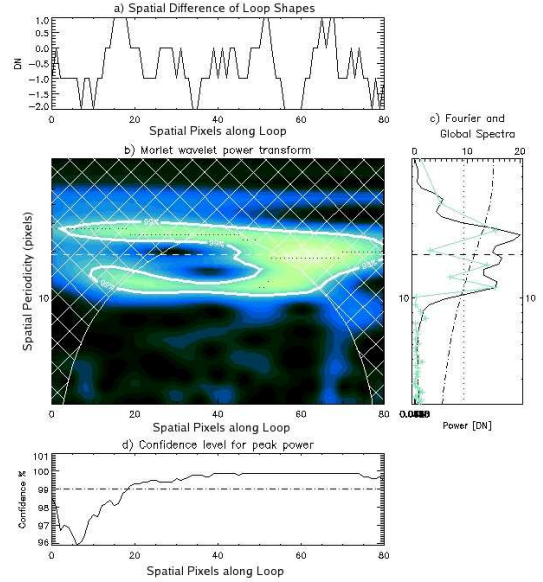 a) Spatial Difference of Loop Shapes
DN
1.0
0.5
0.0
-0.5
-1.0
-1.5
-2.0
0 20 40 60 80
Spatial Pixels along Loop
b) Morlet wavelet power transform
c) Fourier and
Global Spectra
0 10 20
Spatial Periodicity (pixels)
10
99%
99%
99%
99%
10
10
0 20 40 60 80
Spatial Pixels along Loop
Power [DN]
d) Confidence level for peak power
Confidence %
101
100
99
98
97
96
0 20 40 60 80
Spatial Pixels along Loop